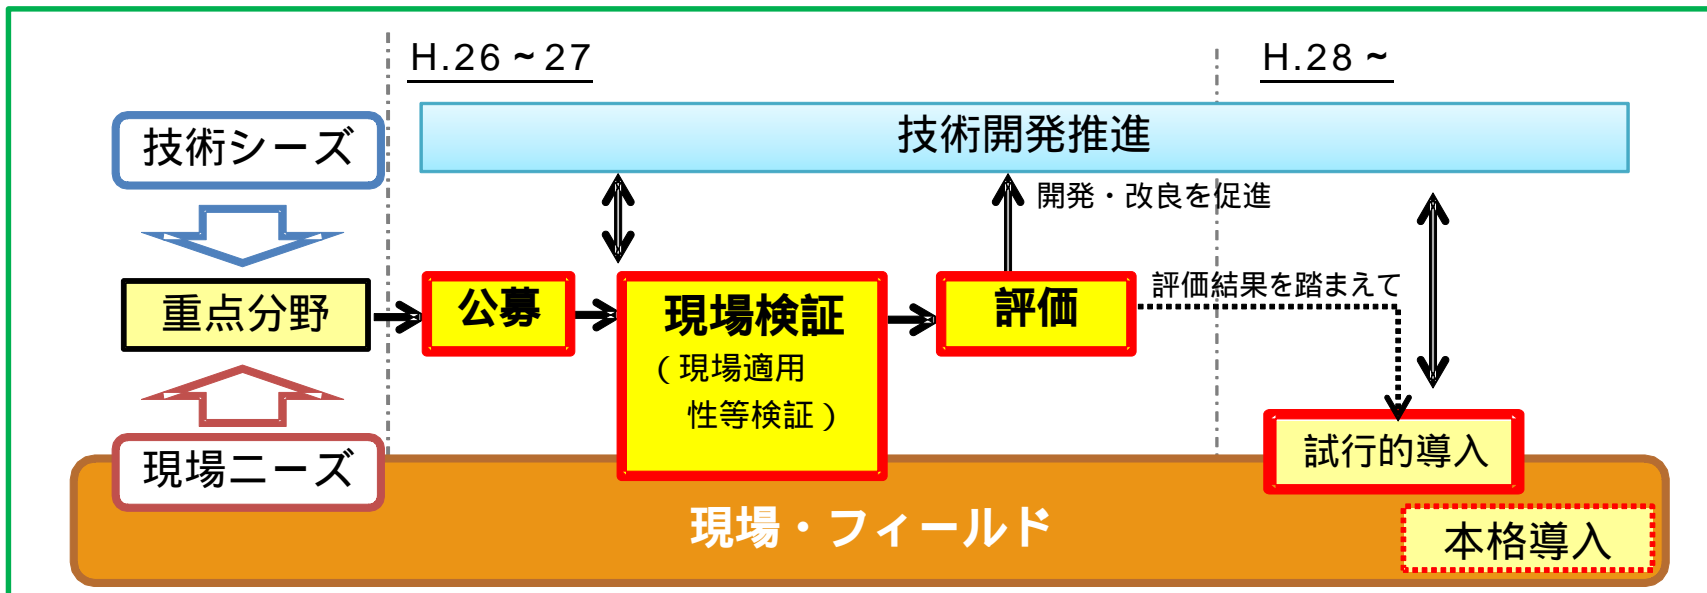 H.26~27
H.28~
技術シーズ
技術開発推進
開発・改良を促進
重点分野
公募
現場検証
(現場適用
性等検証)
評価
評価結果を踏まえて
現場ニーズ
試行的導入
現場・フィールド
本格導入